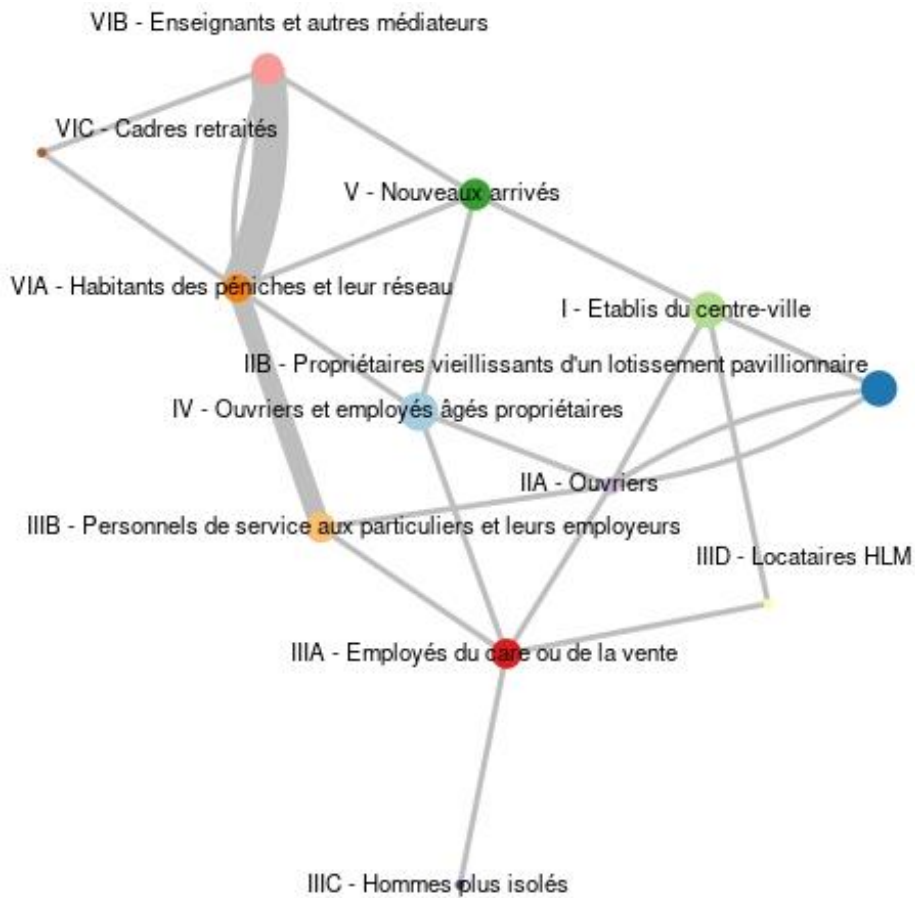 VIB - Enseignants et autres médiateurs
VIC - Cadres retraités
V - Nouveaux arrivés
VIA - Habitants des péniches et leur réseau
I - Etablis du centre-ville
IIB - Propriétaires vieillissants d'un lotissement pavillionnaire
IV - Ouvriers et employés âgés propriétaires
IIA - Ouvriers
IIIB - Personnels de service aux particuliers et leurs employeurs
IIID - Locataires HLM
IIIA - Employés du care ou de la vente
IIIC - Hommes plus isolés